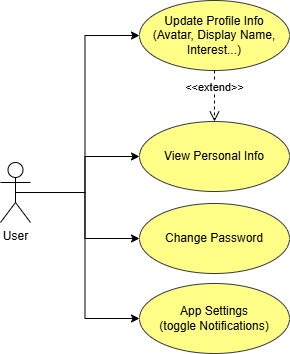 Update Profile Info
(Avatar, Display Name,
Interest...)
<<extend>>
View Personal Info
User
Change Password
App Settings
(toggle Notifications)